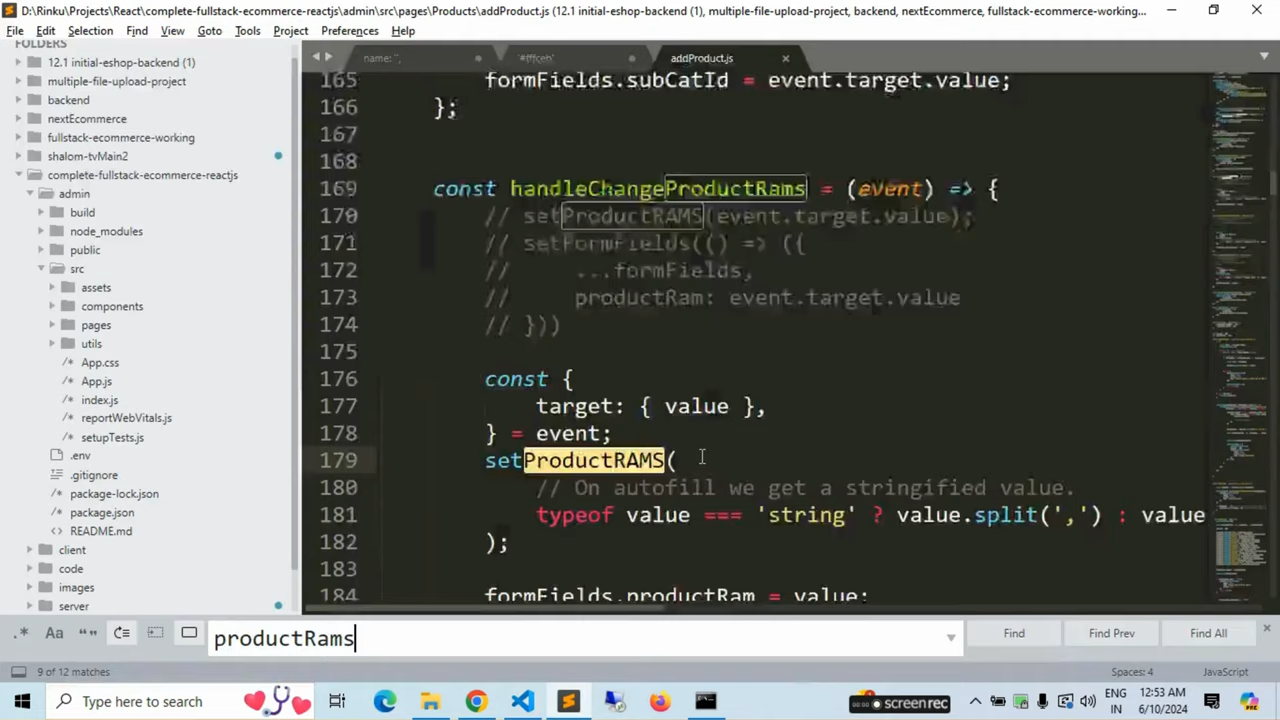 D:\Rinku\Projects\React\complete-fullstack-ecommerce-reactjs\admin\src\pages\Products\addProduct.js (12.1 initial-eshop-backend (1), multiple-file-upload-project, backend, nextEcommerce, fullstack-ecommerce-working...
File Edit Selection Find View Goto Tools Project Preferences Help
FOLDERS
12.1 initial-eshop-backend (1)
multiple-file-upload-project
backend
nextEcommerce
fullstack-ecommerce-working
shalom-tvMain2
complete-fullstack-ecommerce-reactjs
admin
build
node_modules
public
src
assets
components
pages
utils
/* App.css
/* App.js
/* index.js
/* reportWebVitals.js
/* setupTests.js
.env
.gitignore
/* package-lock.json
/* package.json
README.md
client
code
images
server
name: '', '#fffceb' addProduct.js
165 formFields.subCatId = event.target.value;
166 };
167
168
169 const handleChangeProductRams = (event) => {
170 // setProductRAMS(event.target.value);
171 // setFormFields(() => ({
172 // ...formFields,
173 // productRam: event.target.value
174 // }))
175
176 const {
177 target: { value },
178 } = event;
179 setProductRAMS(
180 // On autofill we get a stringified value.
181 typeof value === 'string' ? value.split(',') : value
182 );
183
184 formFields.productRam = value;
.* Aa “” productRams Find Find Prev Find All
9 of 12 matches Spaces: 4 JavaScript
Type here to search screen rec ENG IN 12:53 AM 6/10/2024